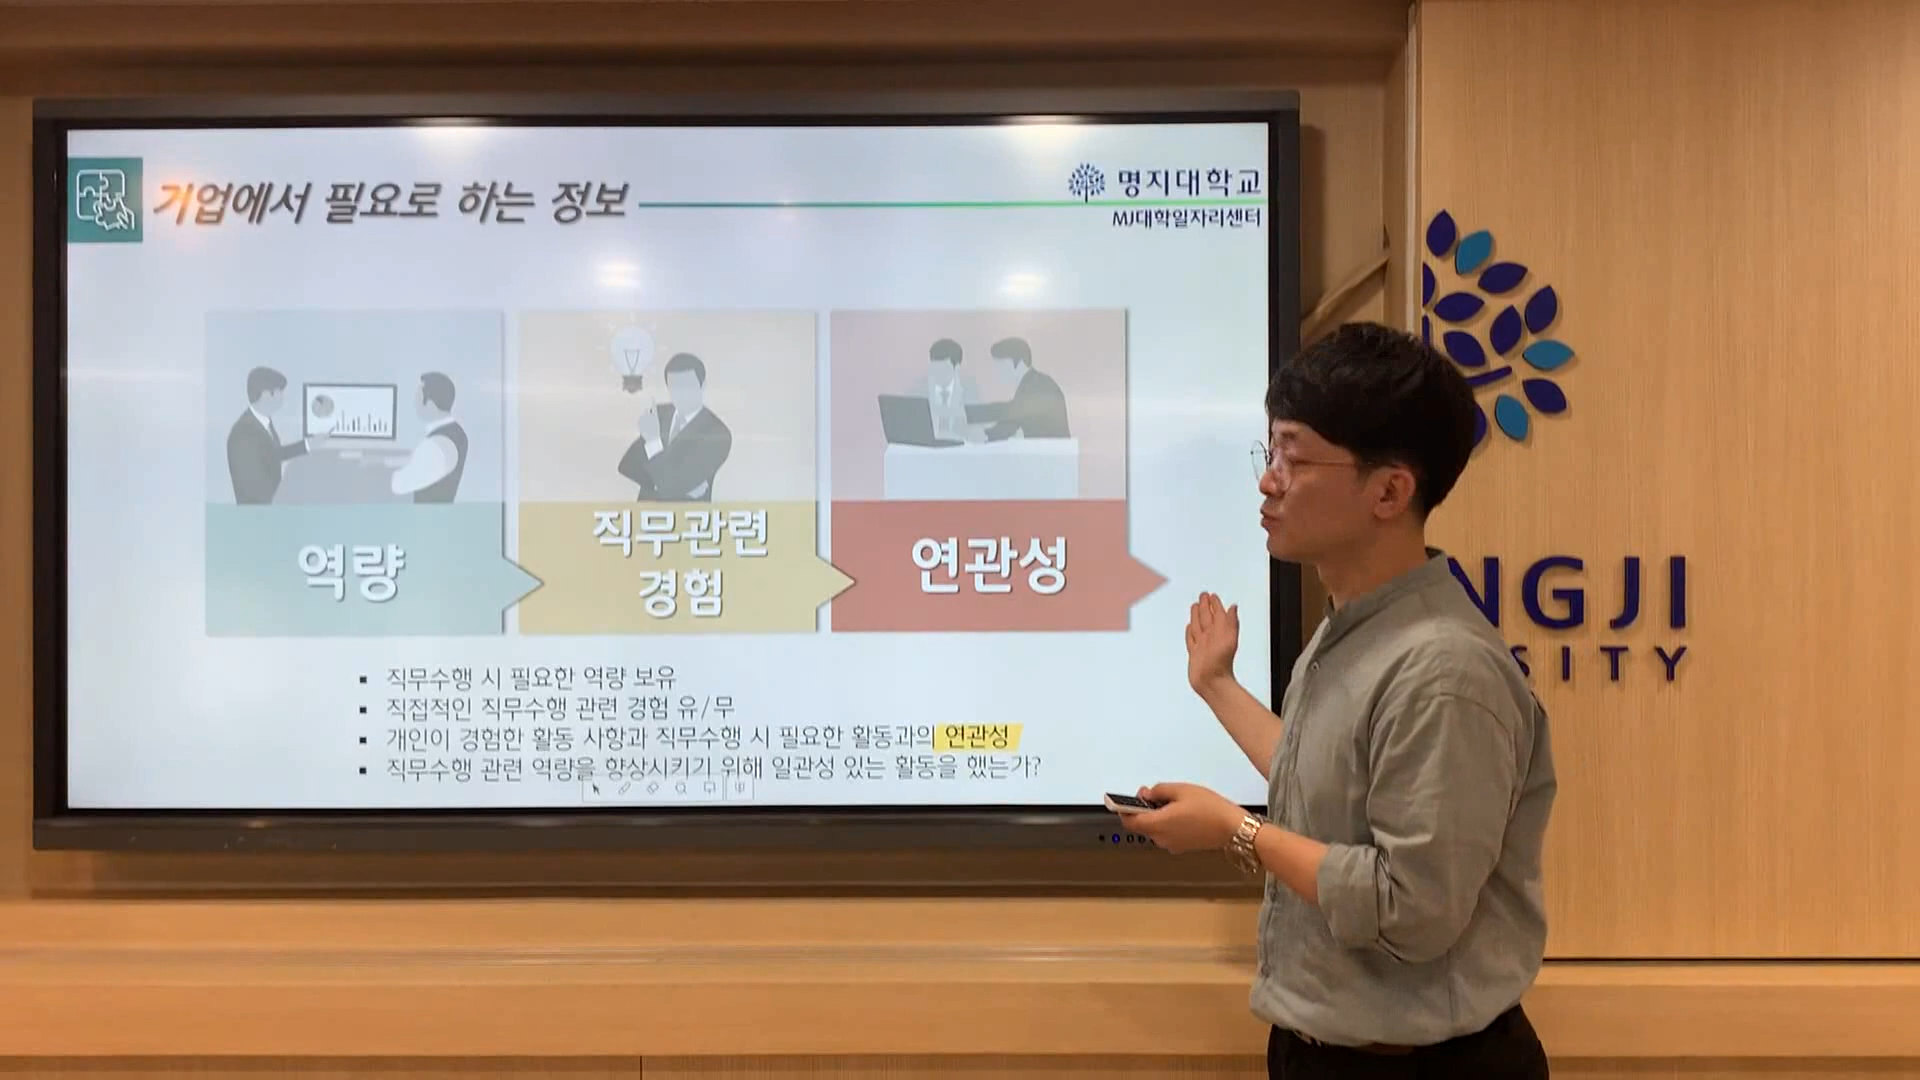 기업에서 필요로 하는 정보
명지대학교
MJ대학일자리센터
역량
직무관련
경험
연관성
직무수행 시 필요한 역량 보유
직접적인 직무수행 관련 경험 유/무
개인이 경험한 활동 사항과 직무수행 시 필요한 활동과의 연관성
직무수행 관련 역량을 향상시키기 위해 일관성 있는 활동을 했는가?
NGJI
SITY